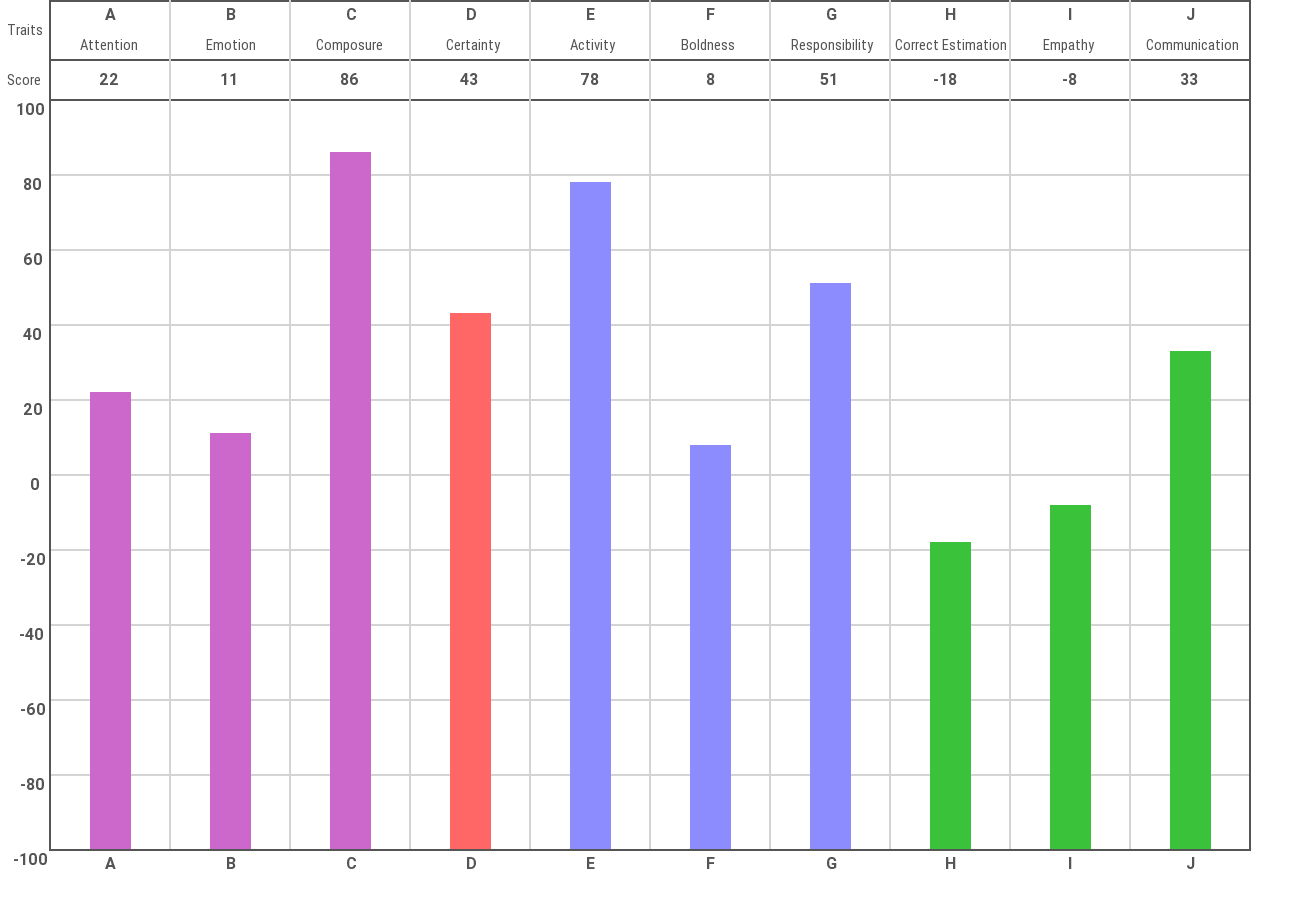 Traits
A B C D E F G H I J
Attention Emotion Composure Certainty Activity Boldness Responsibility Correct Estimation Empathy Communication
Score 22 11 86 43 78 8 51 -18 -8 33
100
80
60
40
20
0
-20
-40
-60
-80
-100
A B C D E F G H I J